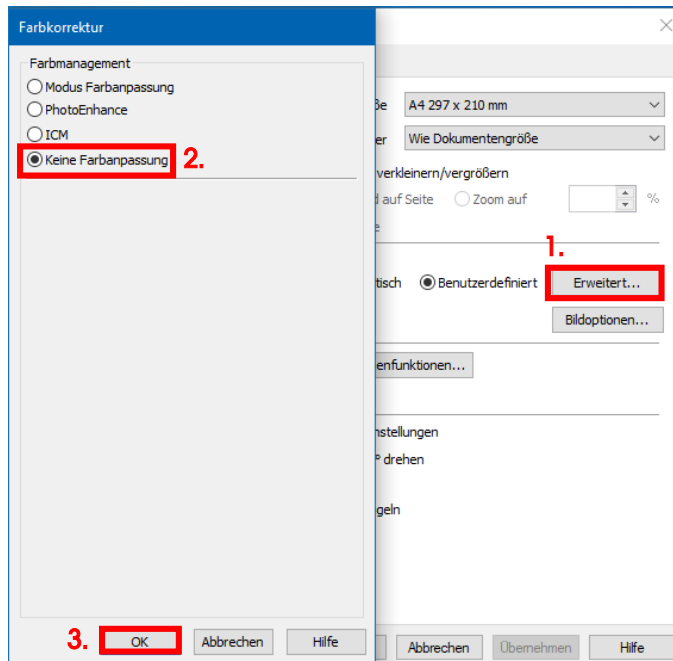 Farbkorrektur
Farbmanagement
Modus Farbanpassung
PhotoEnhance
ICM
Keine Farbanpassung
2.
3.
OK
Abbrechen
Hilfe
A4 297 x 210 mm
er Wie Dokumentengröße
verkleinern/vergrößern
auf Seite Zoom auf %
1.
tisch Benutzerdefiniert Erweitert...
Bildoptionen...
enfunktionen...
nstellungen
° drehen
geln
Abbrechen
Übernehmen
Hilfe